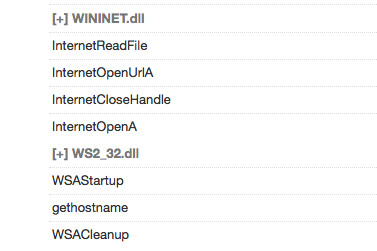 [+] WININET.dll
InternetReadFile
InternetOpenUrlA
InternetCloseHandle
InternetOpenA
[+] WS2_32.dll
WSAStartup
gethostname
WSACleanup